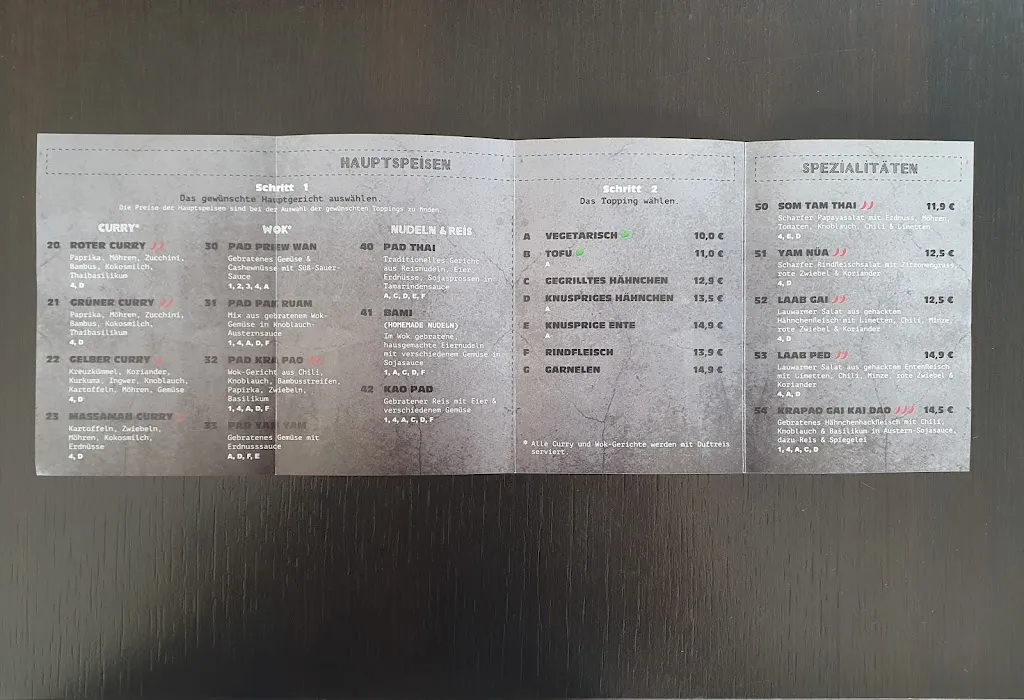 HAUPTSPEISEN
Schritt 1
Das gewünschte Hauptgericht auswählen.
Die Preise der Hauptspeisen sind bei der Auswahl der gewünschten Toppings zu finden.
CURRY*
20 ROTER CURRY
Paprika, Möhren, Zucchini,
Bambus, Kokosmilch,
Thaibasilikum
4, D
21 GRÜNER CURRY
Paprika, Möhren, Zucchini,
Bambus, Kokosmilch,
Thaibasilikum
4, D
22 GELBER CURRY
Kreuzkümmel, Koriander,
Kurkuma, Ingwer, Knoblauch,
Kartoffeln, Möhren, Gemüse
4, D
23 MASSAMAN CURRY
Kartoffeln, Zwiebeln,
Möhren, Kokosmilch,
Erdnüsse
4, D
WOK*
30 PAD PRIEW WAN
Gebratenes Gemüse &
Cashewnüsse mit Süß-Sauer-
Sauce
1, 2, 3, 4, A
31 PAD PAK RUAM
Mix aus gebratenem Wok-
Gemüse in Knoblauch-
Austernsauce
1, 4, A, D, F
32 PAD KRA PAO
Wok-Gericht aus Chili,
Knoblauch, Bambusstreifen,
Papirka, Zwiebeln,
Basilikum
1, 4, A, D, F
33 PAD YAM
Gebratenes Gemüse mit
Erdnusssauce
A, D, F, E
NUDELN & REIS
40 PAD THAI
Traditionelles Gericht
aus Reisnudeln, Eier,
Erdnüsse, Sojasprossen in
Tamarindensauce
A, C, D, E, F
41 BAMI
(HOMEMADE NUDELN)
Im Wok gebratene,
hausgemachte Eiernudeln
mit verschiedenem Gemüse in
Sojasauce
1, A, C, D, F
42 KAO PAD
Gebratener Reis mit Eier &
verschiedenem Gemüse
1, 4, A, C, D, F
Schritt 2
Das Topping wählen.
A VEGETARISCH 10,0 €
B TOFU 11,0 €
A
C GEGRILLTES HÄHNCHEN 12,9 €
D KNUSPRIGES HÄHNCHEN 13,5 €
A
E KNUSPRIGE ENTE 14,9 €
A
F RINDFLEISCH 13,9 €
G GARNELEN 14,9 €
* Alle Curry und Wok-Gerichte werden mit Duftreis
serviert.
SPEZIALITÄTEN
50 SOM TAM THAI 11,9 €
Scharfer Papayasalat mit Erdnuss, Möhren,
Tomaten, Knoblauch, Chili & Limetten
4, E, D
51 YAM NÜA 12,5 €
Scharfer Rindfleischsalat mit Zitronengrass,
rote Zwiebel & Koriander
4, D
52 LAAB GAI 12,5 €
Lauwarmer Salat aus gehacktem
Hähnchenfleisch mit Limetten, Chili, Minze,
rote Zwiebel & Koriander
4, D
53 LAAB PED 14,9 €
Lauwarmer Salat aus gehackten Entenfleisch
mit Limetten, Chili, Minze, rote Zwiebel &
Koriander
4, A, D
54 KRAPAD GAI KAI DAO 14,5 €
Gebratenes Hähnchenhackfleisch mit Chili,
Knoblauch & Basilikum in Austern-Sojasauce,
dazu Reis & Spiegelei
1, 4, A, C, D